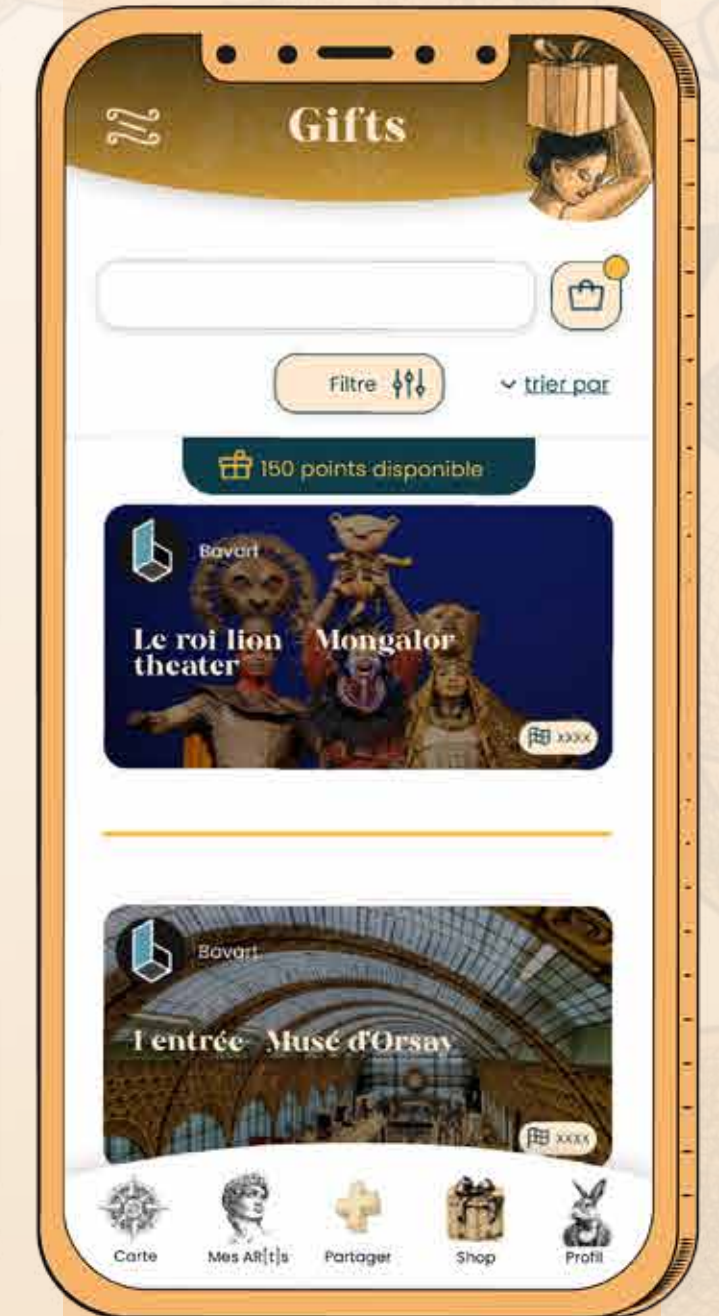 Gifts
Filtre
trier par
150 points disponible
Bavart
Le roi lion - Mongalor
theater
xxxx
Bavart
1 entrée- Musé d'Orsay
xxxx
Carte
Mes AR[t]s
Partager
Shop
Profil